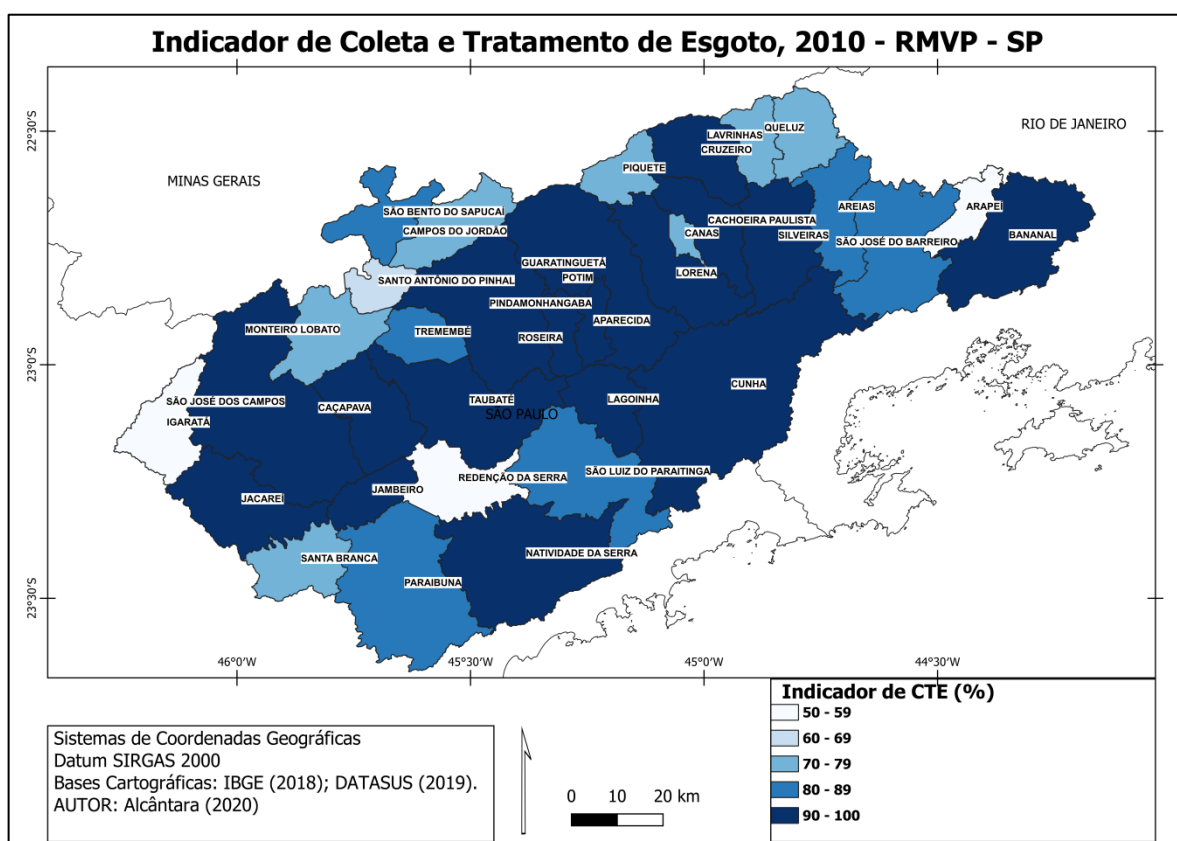 Indicador de Coleta e Tratamento de Esgoto, 2010 - RMVP - SP
22°30'S
23°0'S
23°30'S
MINAS GERAIS
RIO DE JANEIRO
QUELUZ
LAVRINHAS
CRUZEIRO
PIQUETE
AREIAS
ARAPEÍ
SÃO BENTO DO SAPUCAÍ
CACHOEIRA PAULISTA
CAMPOS DO JORDÃO
CANAS
SILVEIRAS
BANANAL
SÃO JOSÉ DO BARREIRO
GUARATINGUETÁ
LORENA
SANTO ANTÔNIO DO PINHAL
POTIM
PINDAMONHANGABA
APARECIDA
MONTEIRO LOBATO
TREMEMBÉ
ROSEIRA
CUNHA
SÃO JOSÉ DOS CAMPOS
CAÇAPAVA
TAUBATÉ
LAGOINHA
SÃO PAULO
IGARATÁ
SÃO LUIZ DO PARAITINGA
REDENÇÃO DA SERRA
JAMBEIRO
JACAREÍ
NATIVIDADE DA SERRA
SANTA BRANCA
PARAIBUNA
46°0'W
45°30'W
45°0'W
44°30'W
Sistemas de Coordenadas Geográficas
Datum SIRGAS 2000
Bases Cartográficas: IBGE (2018); DATASUS (2019).
AUTOR: Alcântara (2020)
0 10 20 km
Indicador de CTE (%)
50 - 59
60 - 69
70 - 79
80 - 89
90 - 100